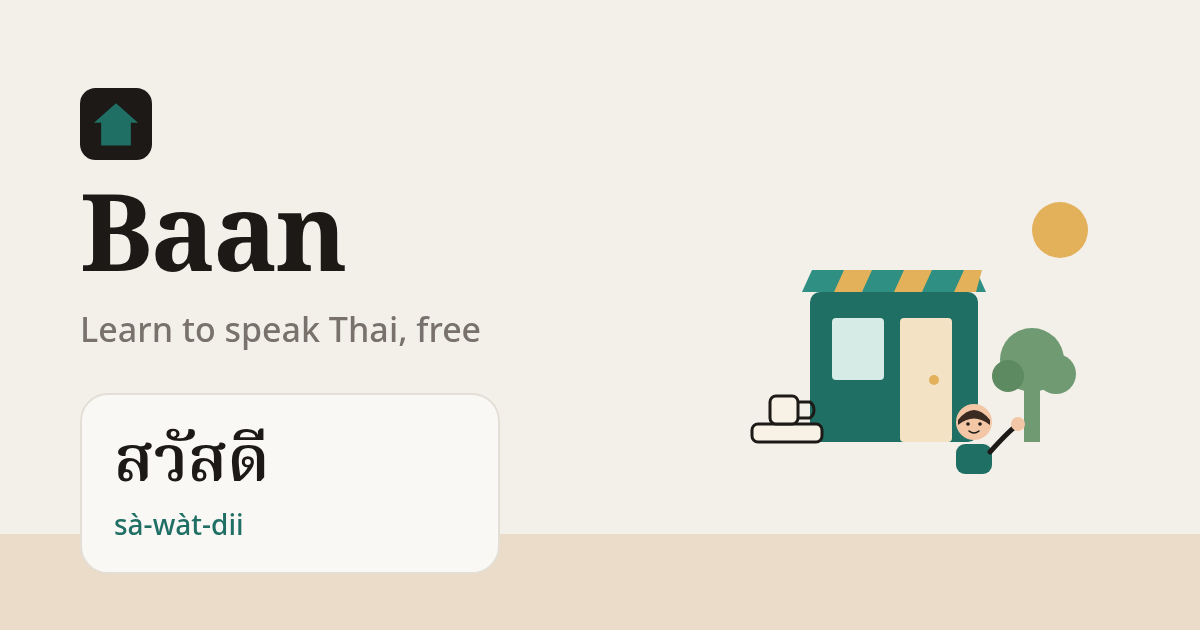 Baan
Learn to speak Thai, free
สวัสดี
sà-wàt-dii